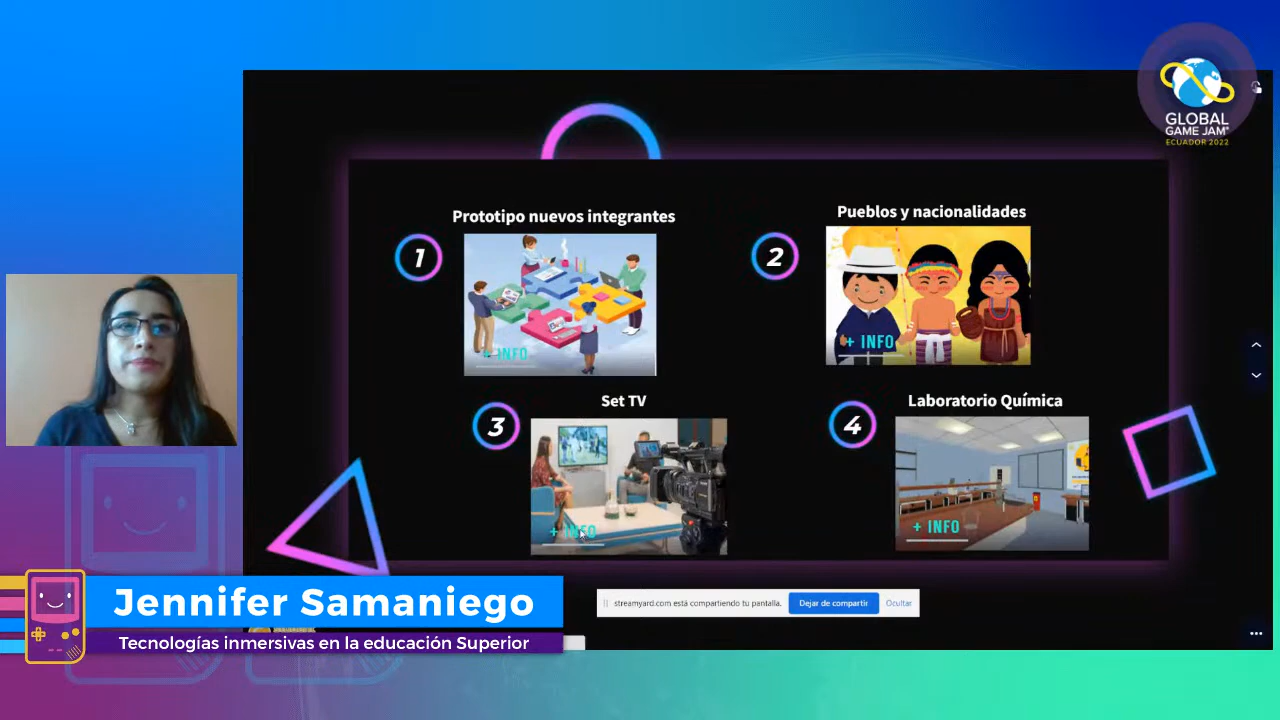 GLOBAL
GAME JAM
ECUADOR 2022
Prototipo nuevos integrantes
1
+ INFO
Pueblos y nacionalidades
2
+ INFO
Set TV
3
+ INFO
Laboratorio Química
4
+ INFO
Jennifer Samaniego
Tecnologías inmersivas en la educación Superior
streamyard.com está compartiendo tu pantalla.
Dejar de compartir
Ocultar